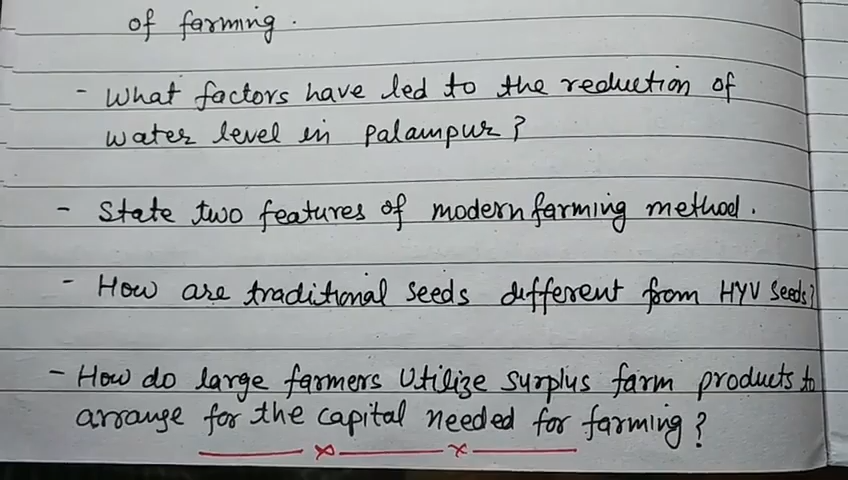 of farming.
- What factors have led to the reduction of
water level in palampur?
- State two features of modern farming method.
- How are traditional seeds different from HYV seeds?
- How do large farmers utilize surplus farm products to
arrange for the capital needed for farming?